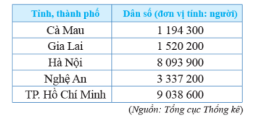 Tỉnh, thành phố Dân số (đơn vị tính: người)
Cà Mau 1 194 300
Gia Lai 1 520 200
Hà Nội 8 093 900
Nghệ An 3 337 200
TP. Hồ Chí Minh 9 038 600
(Nguồn: Tổng cục Thống kê)